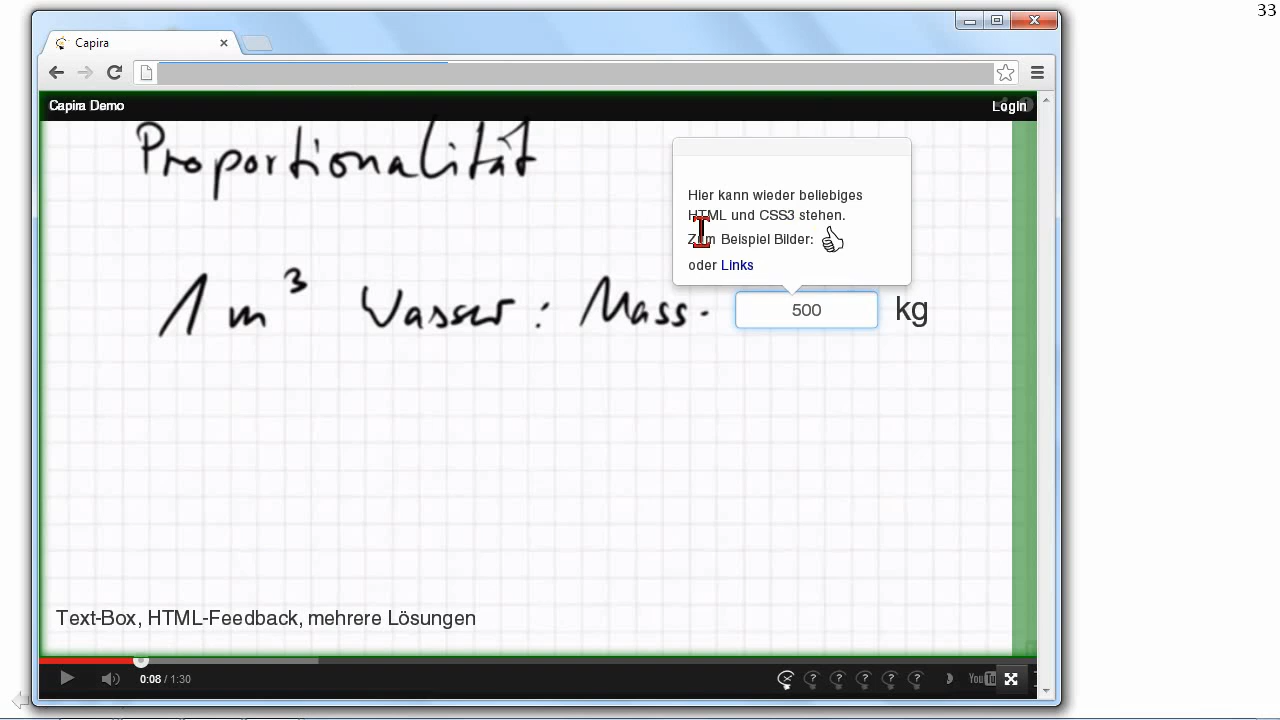 33
Capira
Capira Demo
Login
Proportionalität
Hier kann wieder beliebiges
HTML und CSS3 stehen.
Zum Beispiel Bilder:
oder Links
1 m³ Wasser : Mass.
500
kg
Text-Box, HTML-Feedback, mehrere Lösungen
0:08 / 1:30
? ? ? ? ?